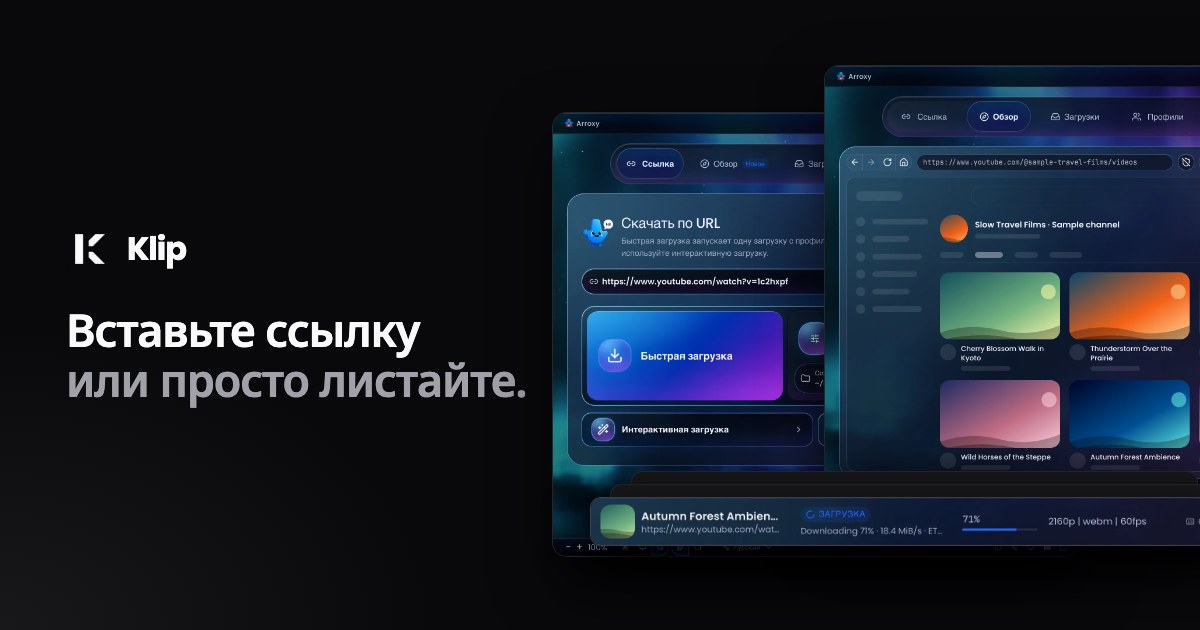 Klip
Вставьте ссылку
или просто листайте.
Arroxy
Ссылка
Обзор
Скачать по URL
Быстрая загрузка запускает одну загрузку с
используйте интерактивную загрузку.
https://www.youtube.com/watch?v=1c2hxpf
Быстрая загрузка
Интерактивная загрузка
Arroxy
Ссылка
Обзор
Загрузки
Профили
https://www.youtube.com/@sample-travel-films/videos
Slow Travel Films · Sample channel
Cherry Blossom Walk in
Kyoto
Thunderstorm Over the
Prairie
Wild Horses of the Steppe
Autumn Forest Ambience
Autumn Forest Ambien...
https://www.youtube.com/wat...
ЗАГРУЗКА
Downloading 71% · 18.4 MiB/s · ET...
71%
2160p | webm | 60fps
− + 100%